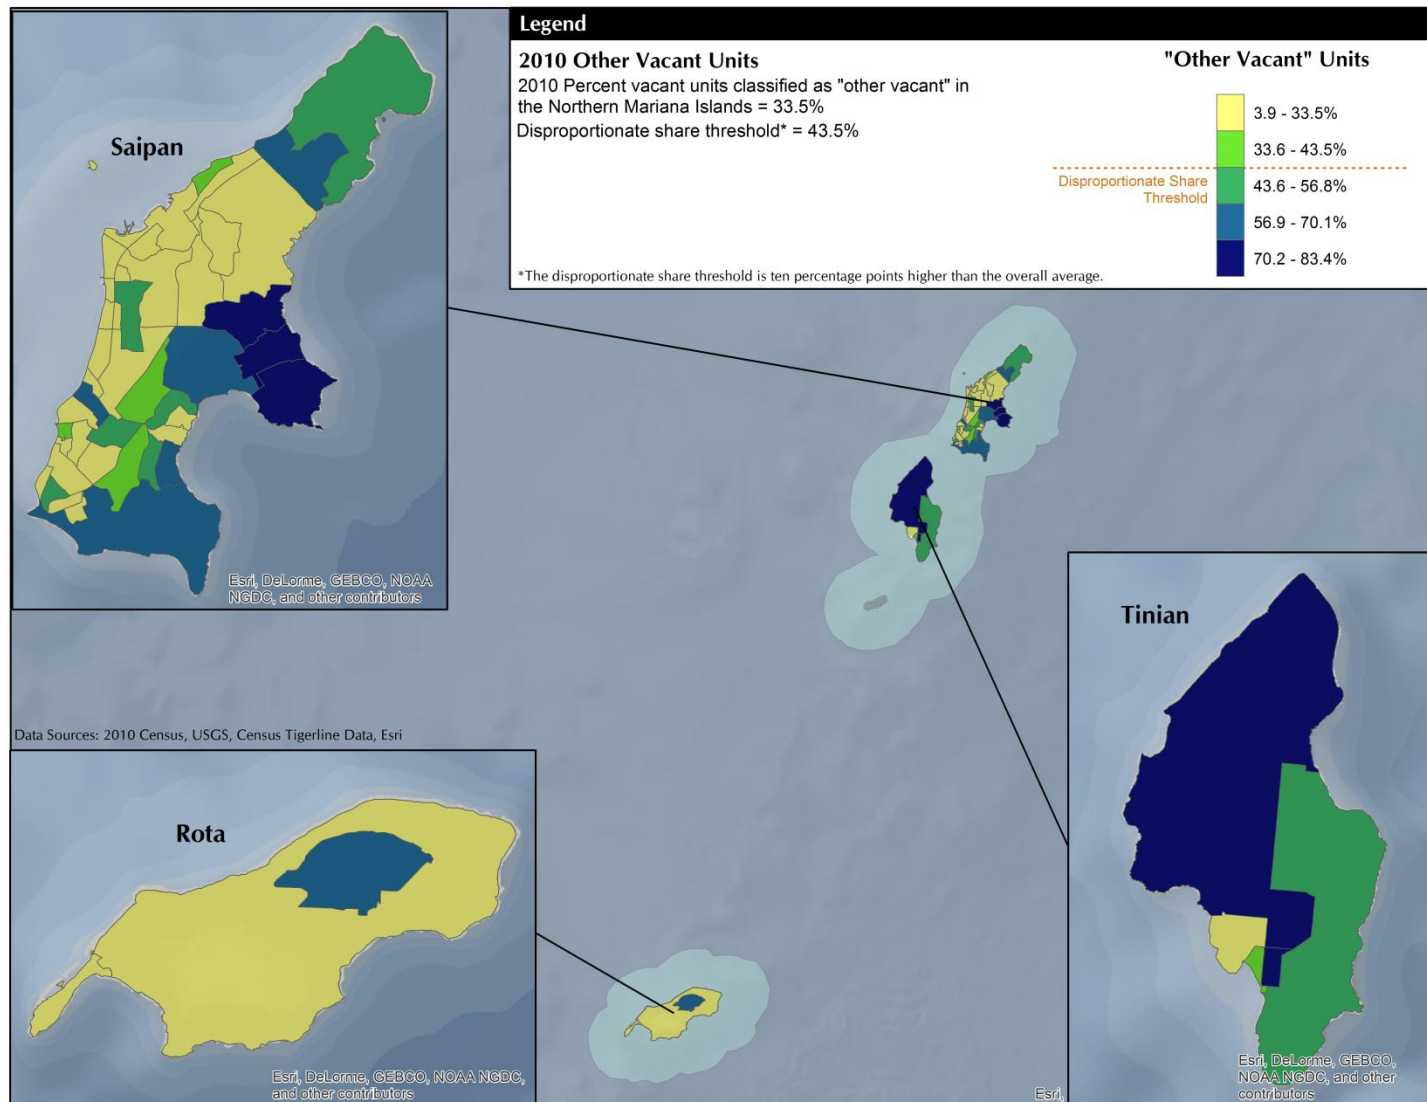 Legend
2010 Other Vacant Units
2010 Percent vacant units classified as "other vacant" in
the Northern Mariana Islands = 33.5%
Disproportionate share threshold* = 43.5%
"Other Vacant" Units
3.9 - 33.5%
33.6 - 43.5%
Disproportionate Share
Threshold
43.6 - 56.8%
56.9 - 70.1%
70.2 - 83.4%
*The disproportionate share threshold is ten percentage points higher than the overall average.
Saipan
Esri, DeLorme, GEBCO, NOAA
NGDC, and other contributors
Tinian
Esri, DeLorme, GEBCO,
NOAA NGDC, and other
contributors
Data Sources: 2010 Census, USGS, Census Tigerline Data, Esri
Rota
Esri, DeLorme, GEBCO, NOAA NGDC,
and other contributors
Esri,